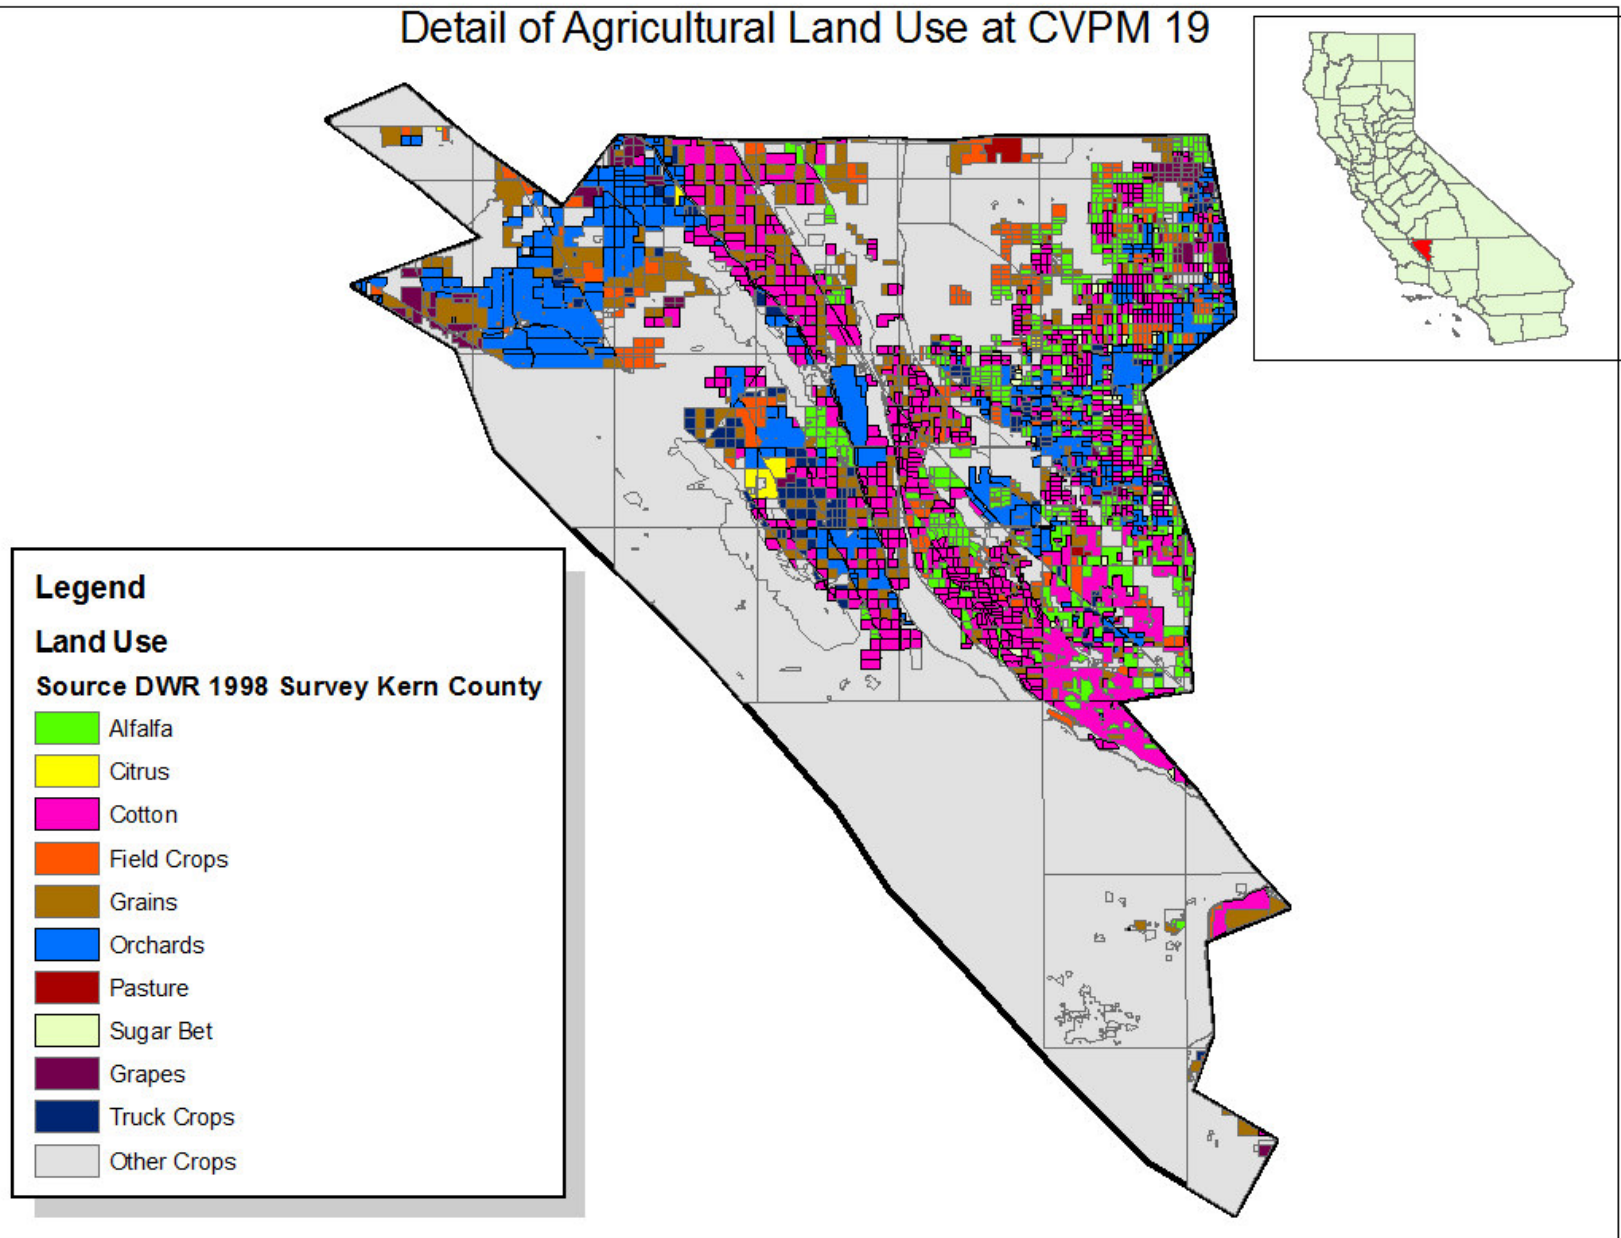 Detail of Agricultural Land Use at CVPM 19
Legend
Land Use
Source DWR 1998 Survey Kern County
Alfalfa
Citrus
Cotton
Field Crops
Grains
Orchards
Pasture
Sugar Bet
Grapes
Truck Crops
Other Crops